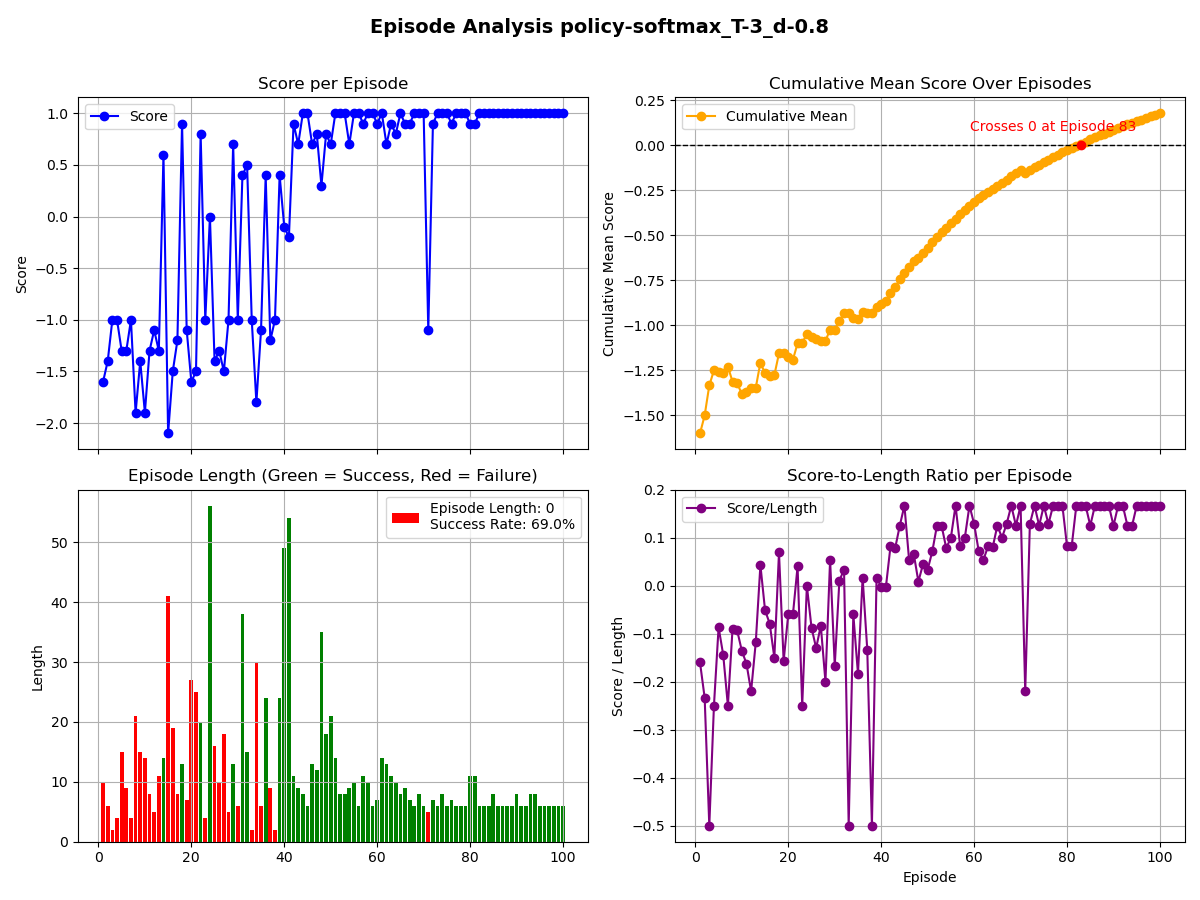 Episode Analysis policy-softmax_T-3_d-0.8
Score per Episode
Score
1.0
0.5
0.0
−0.5
−1.0
−1.5
−2.0
Score
Cumulative Mean Score Over Episodes
Cumulative Mean
Crosses 0 at Episode 83
0.25
0.00
−0.25
−0.50
−0.75
−1.00
−1.25
−1.50
Cumulative Mean Score
Episode Length (Green = Success, Red = Failure)
Episode Length: 0
Success Rate: 69.0%
50
40
30
20
10
0
Length
0 20 40 60 80 100
Score-to-Length Ratio per Episode
Score/Length
0.2
0.1
0.0
−0.1
−0.2
−0.3
−0.4
−0.5
Score / Length
0 20 40 60 80 100
Episode